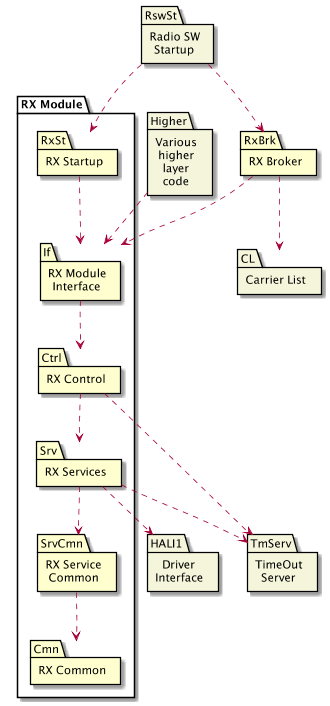 RswSt
Radio SW
Startup
RX Module
Higher
Various
higher
layer
code
RxSt
RX Startup
RxBrk
RX Broker
If
RX Module
Interface
CL
Carrier List
Ctrl
RX Control
Srv
RX Services
SrvCmn
RX Service
Common
HALI1
Driver
Interface
TmServ
TimeOut
Server
Cmn
RX Common